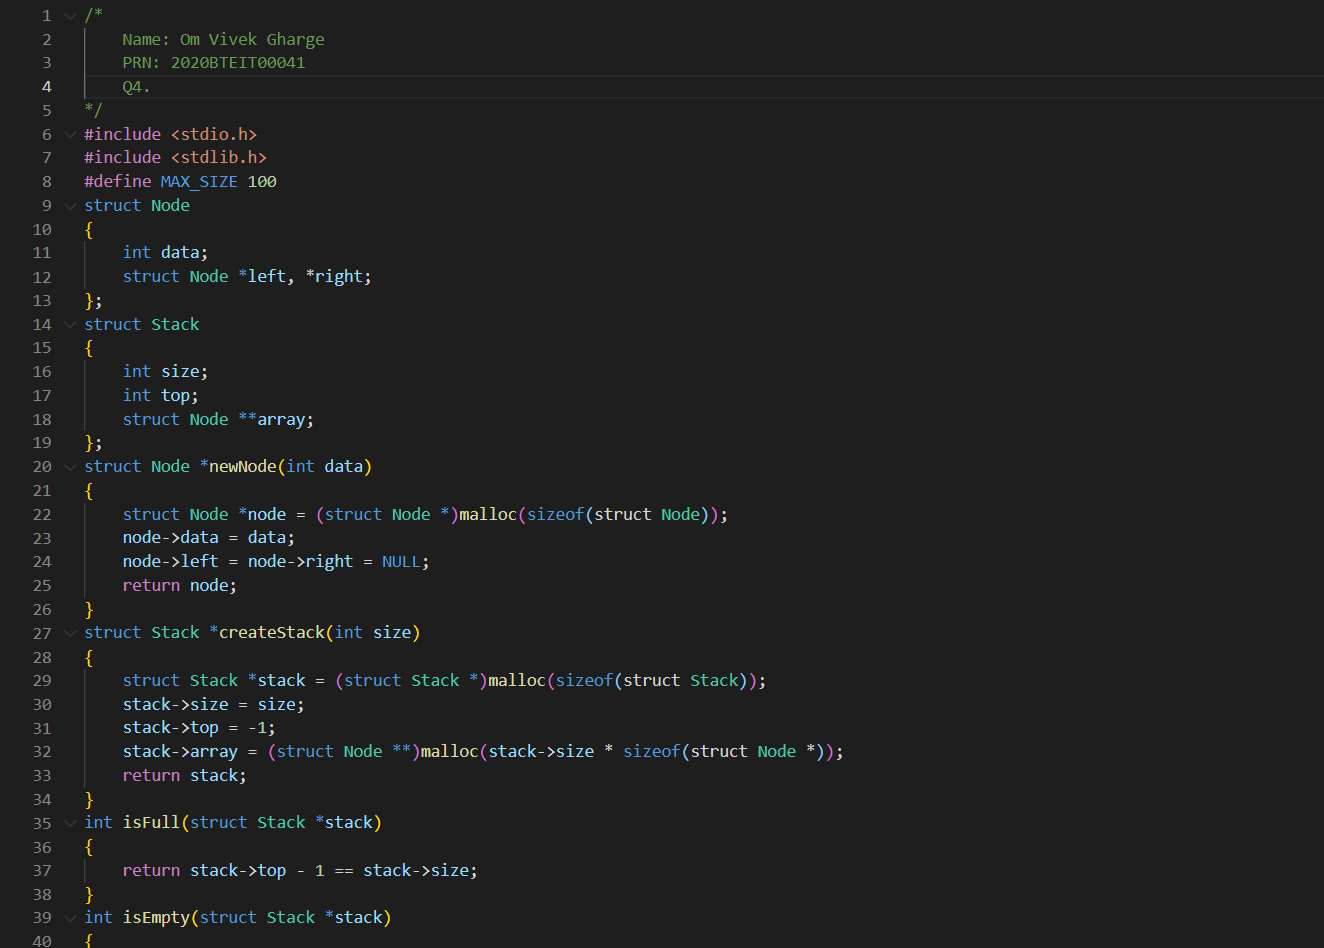 1 /*
2 Name: Om Vivek Gharge
3 PRN: 2020BTEIT00041
4 Q4.
5 */
6 #include <stdio.h>
7 #include <stdlib.h>
8 #define MAX_SIZE 100
9 struct Node
10 {
11 int data;
12 struct Node *left, *right;
13 };
14 struct Stack
15 {
16 int size;
17 int top;
18 struct Node **array;
19 };
20 struct Node *newNode(int data)
21 {
22 struct Node *node = (struct Node *)malloc(sizeof(struct Node));
23 node->data = data;
24 node->left = node->right = NULL;
25 return node;
26 }
27 struct Stack *createStack(int size)
28 {
29 struct Stack *stack = (struct Stack *)malloc(sizeof(struct Stack));
30 stack->size = size;
31 stack->top = -1;
32 stack->array = (struct Node **)malloc(stack->size * sizeof(struct Node *));
33 return stack;
34 }
35 int isFull(struct Stack *stack)
36 {
37 return stack->top - 1 == stack->size;
38 }
39 int isEmpty(struct Stack *stack)
40 {